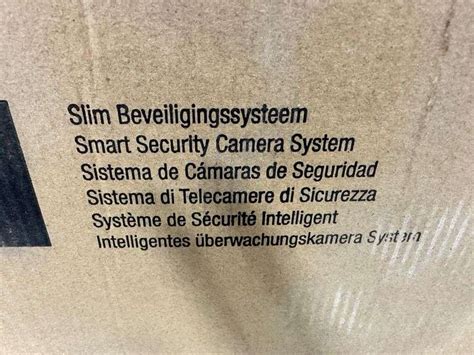 Slim Beveiligingssysteem
Smart Security Camera System
Sistema de Cámaras de Seguridad
Sistema di Telecamere di Sicurezza
Système de Sécurité Intelligent
Intelligentes überwachungskamera System